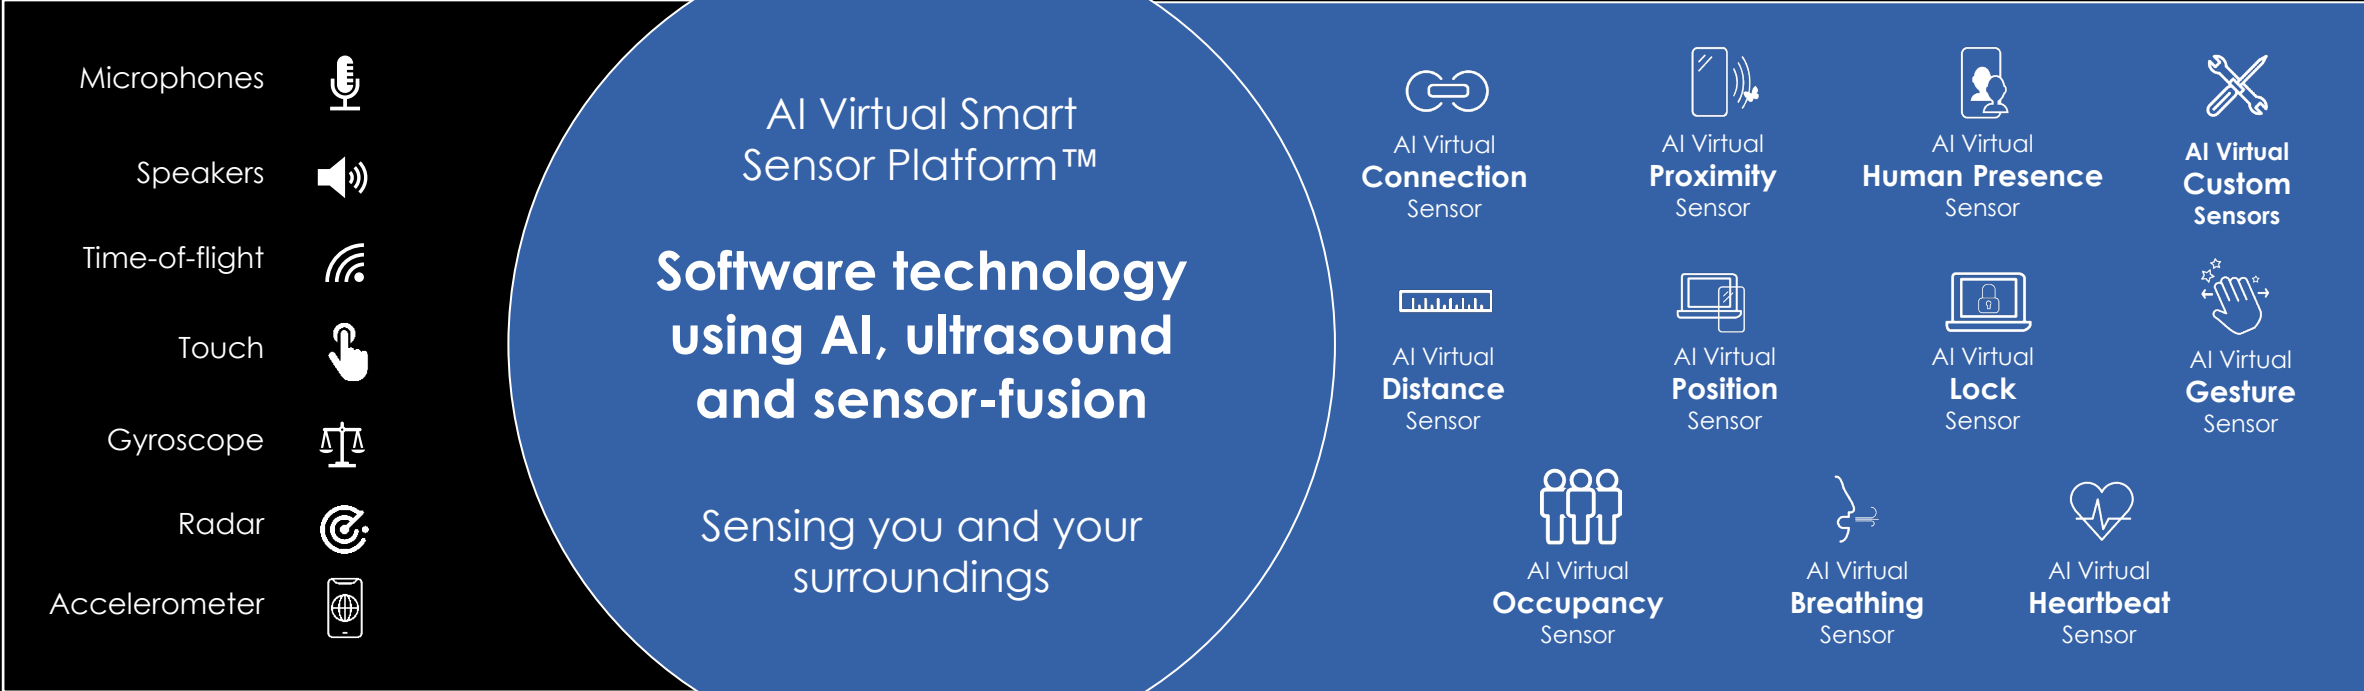 Microphones
Speakers
Time-of-flight
Touch
Gyroscope
Radar
Accelerometer
AI Virtual Smart
Sensor Platform™
Software technology
using AI, ultrasound
and sensor-fusion
Sensing you and your
surroundings
AI Virtual
Connection
Sensor
AI Virtual
Proximity
Sensor
AI Virtual
Human Presence
Sensor
AI Virtual
Custom
Sensors
AI Virtual
Distance
Sensor
AI Virtual
Position
Sensor
AI Virtual
Lock
Sensor
AI Virtual
Gesture
Sensor
AI Virtual
Occupancy
Sensor
AI Virtual
Breathing
Sensor
AI Virtual
Heartbeat
Sensor